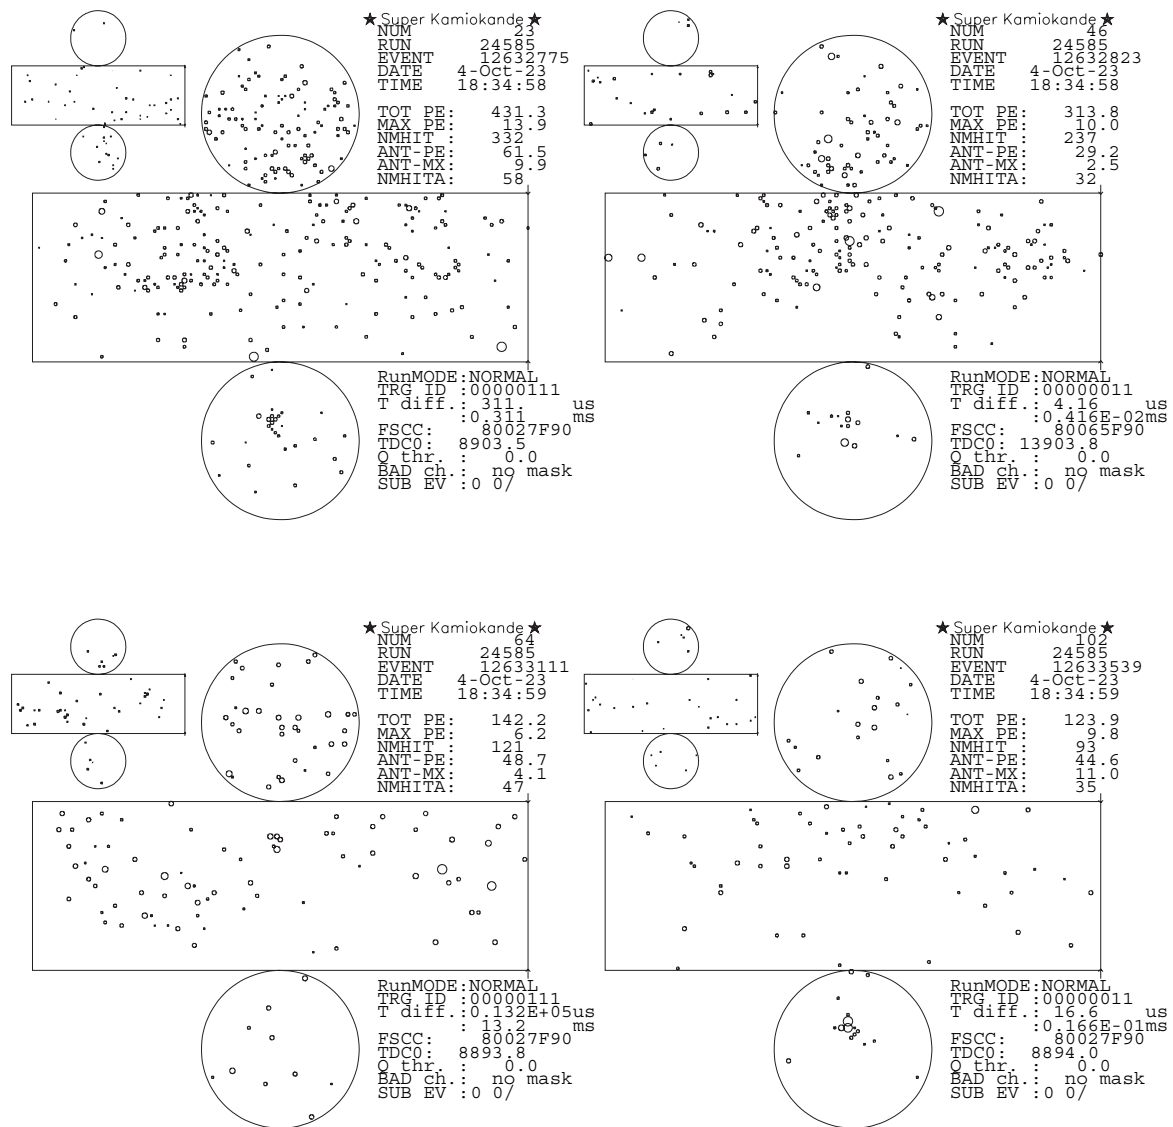 ★ Super Kamiokande ★
NUM 23
RUN 24585
EVENT 12632775
DATE 4-Oct-23
TIME 18:34:58
TOT PE: 431.3
MAX PE: 13.9
NMHIT : 332
ANT-PE: 61.5
ANT-MX: 9.9
NMHITA: 58
RunMODE:NORMAL
TRG ID :00000111
T diff.: 311. us
: 0.311 ms
FSCC: 80027F90
TDC0: 8903.5
Q thr. : 0.0
BAD ch.: no mask
SUB EV :0 0/
★ Super Kamiokande ★
NUM 46
RUN 24585
EVENT 12632823
DATE 4-Oct-23
TIME 18:34:58
TOT PE: 313.8
MAX PE: 10.0
NMHIT : 237
ANT-PE: 29.2
ANT-MX: 2.5
NMHITA: 32
RunMODE:NORMAL
TRG ID :00000011
T diff.: 4.16 us
:0.416E-02ms
FSCC: 80065F90
TDC0: 13903.8
Q thr. : 0.0
BAD ch.: no mask
SUB EV :0 0/
★ Super Kamiokande ★
NUM 64
RUN 24585
EVENT 12633111
DATE 4-Oct-23
TIME 18:34:59
TOT PE: 142.2
MAX PE: 6.2
NMHIT : 121
ANT-PE: 48.7
ANT-MX: 4.1
NMHITA: 47
RunMODE:NORMAL
TRG ID :00000111
T diff.:0.132E+05us
: 13.2 ms
FSCC: 80027F90
TDC0: 8893.8
Q thr. : 0.0
BAD ch.: no mask
SUB EV :0 0/
★ Super Kamiokande ★
NUM 102
RUN 24585
EVENT 12633539
DATE 4-Oct-23
TIME 18:34:59
TOT PE: 123.9
MAX PE: 9.8
NMHIT : 93
ANT-PE: 44.6
ANT-MX: 11.0
NMHITA: 35
RunMODE:NORMAL
TRG ID :00000011
T diff.: 16.6 us
:0.166E-01ms
FSCC: 80027F90
TDC0: 8894.0
Q thr. : 0.0
BAD ch.: no mask
SUB EV :0 0/